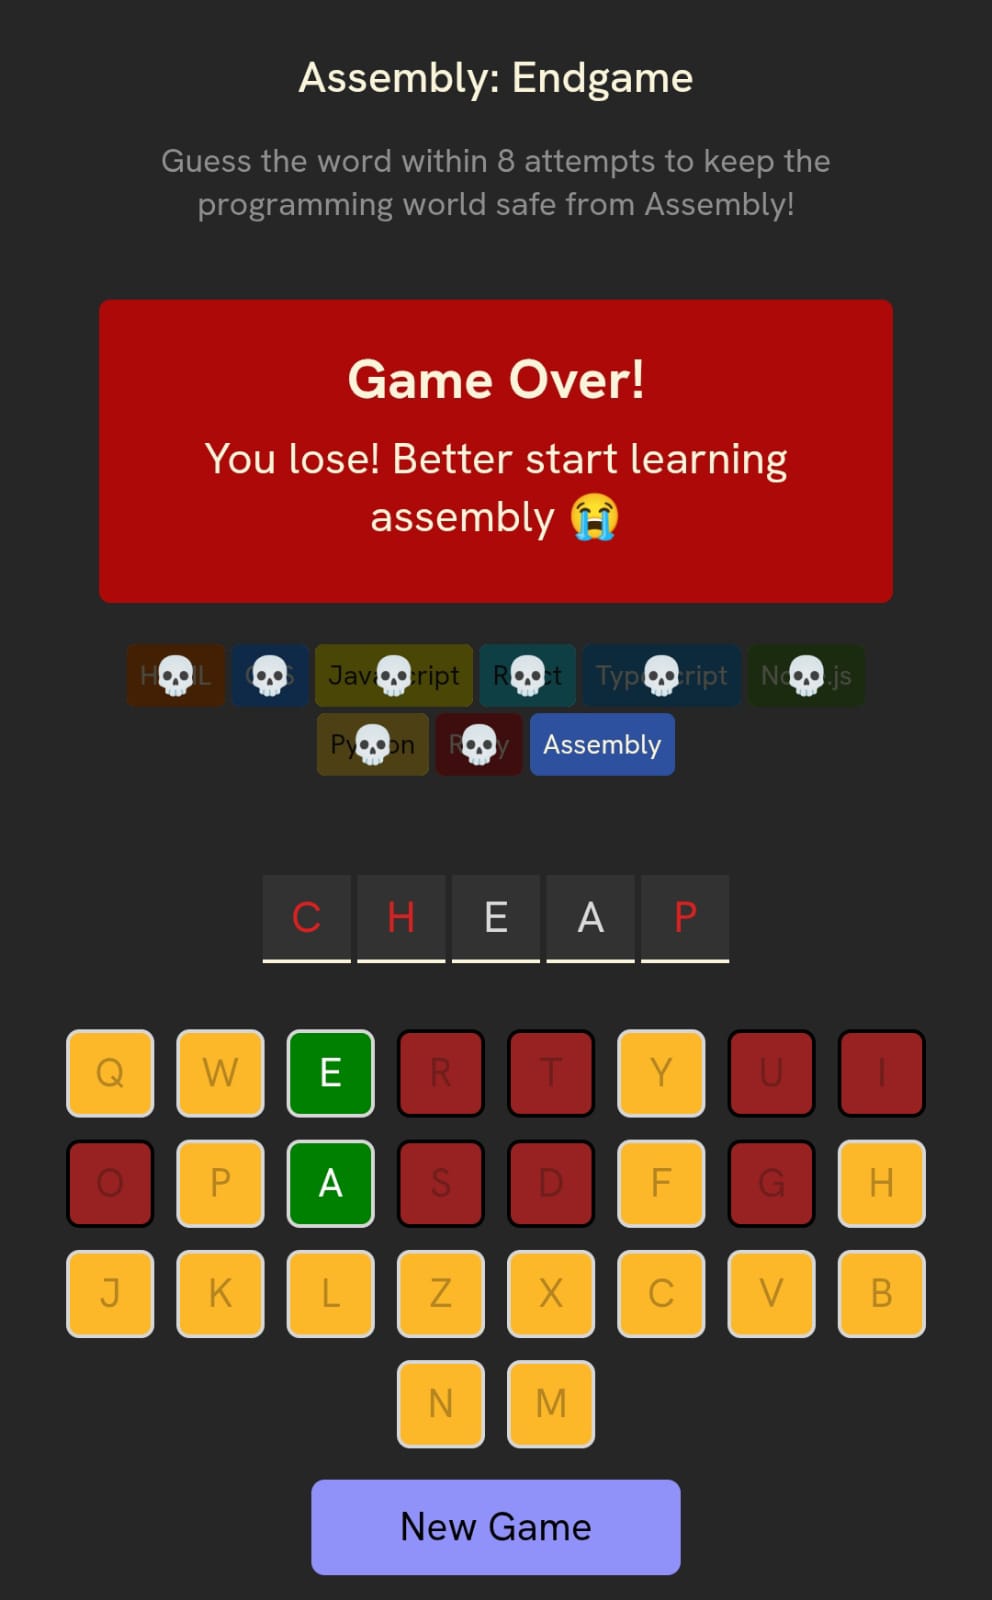 Assembly: Endgame
Guess the word within 8 attempts to keep the
programming world safe from Assembly!
Game Over!
You lose! Better start learning
assembly 😭
Assembly
C H E A P
Q W E R T Y U I
O P A S D F G H
J K L Z X C V B
N M
New Game